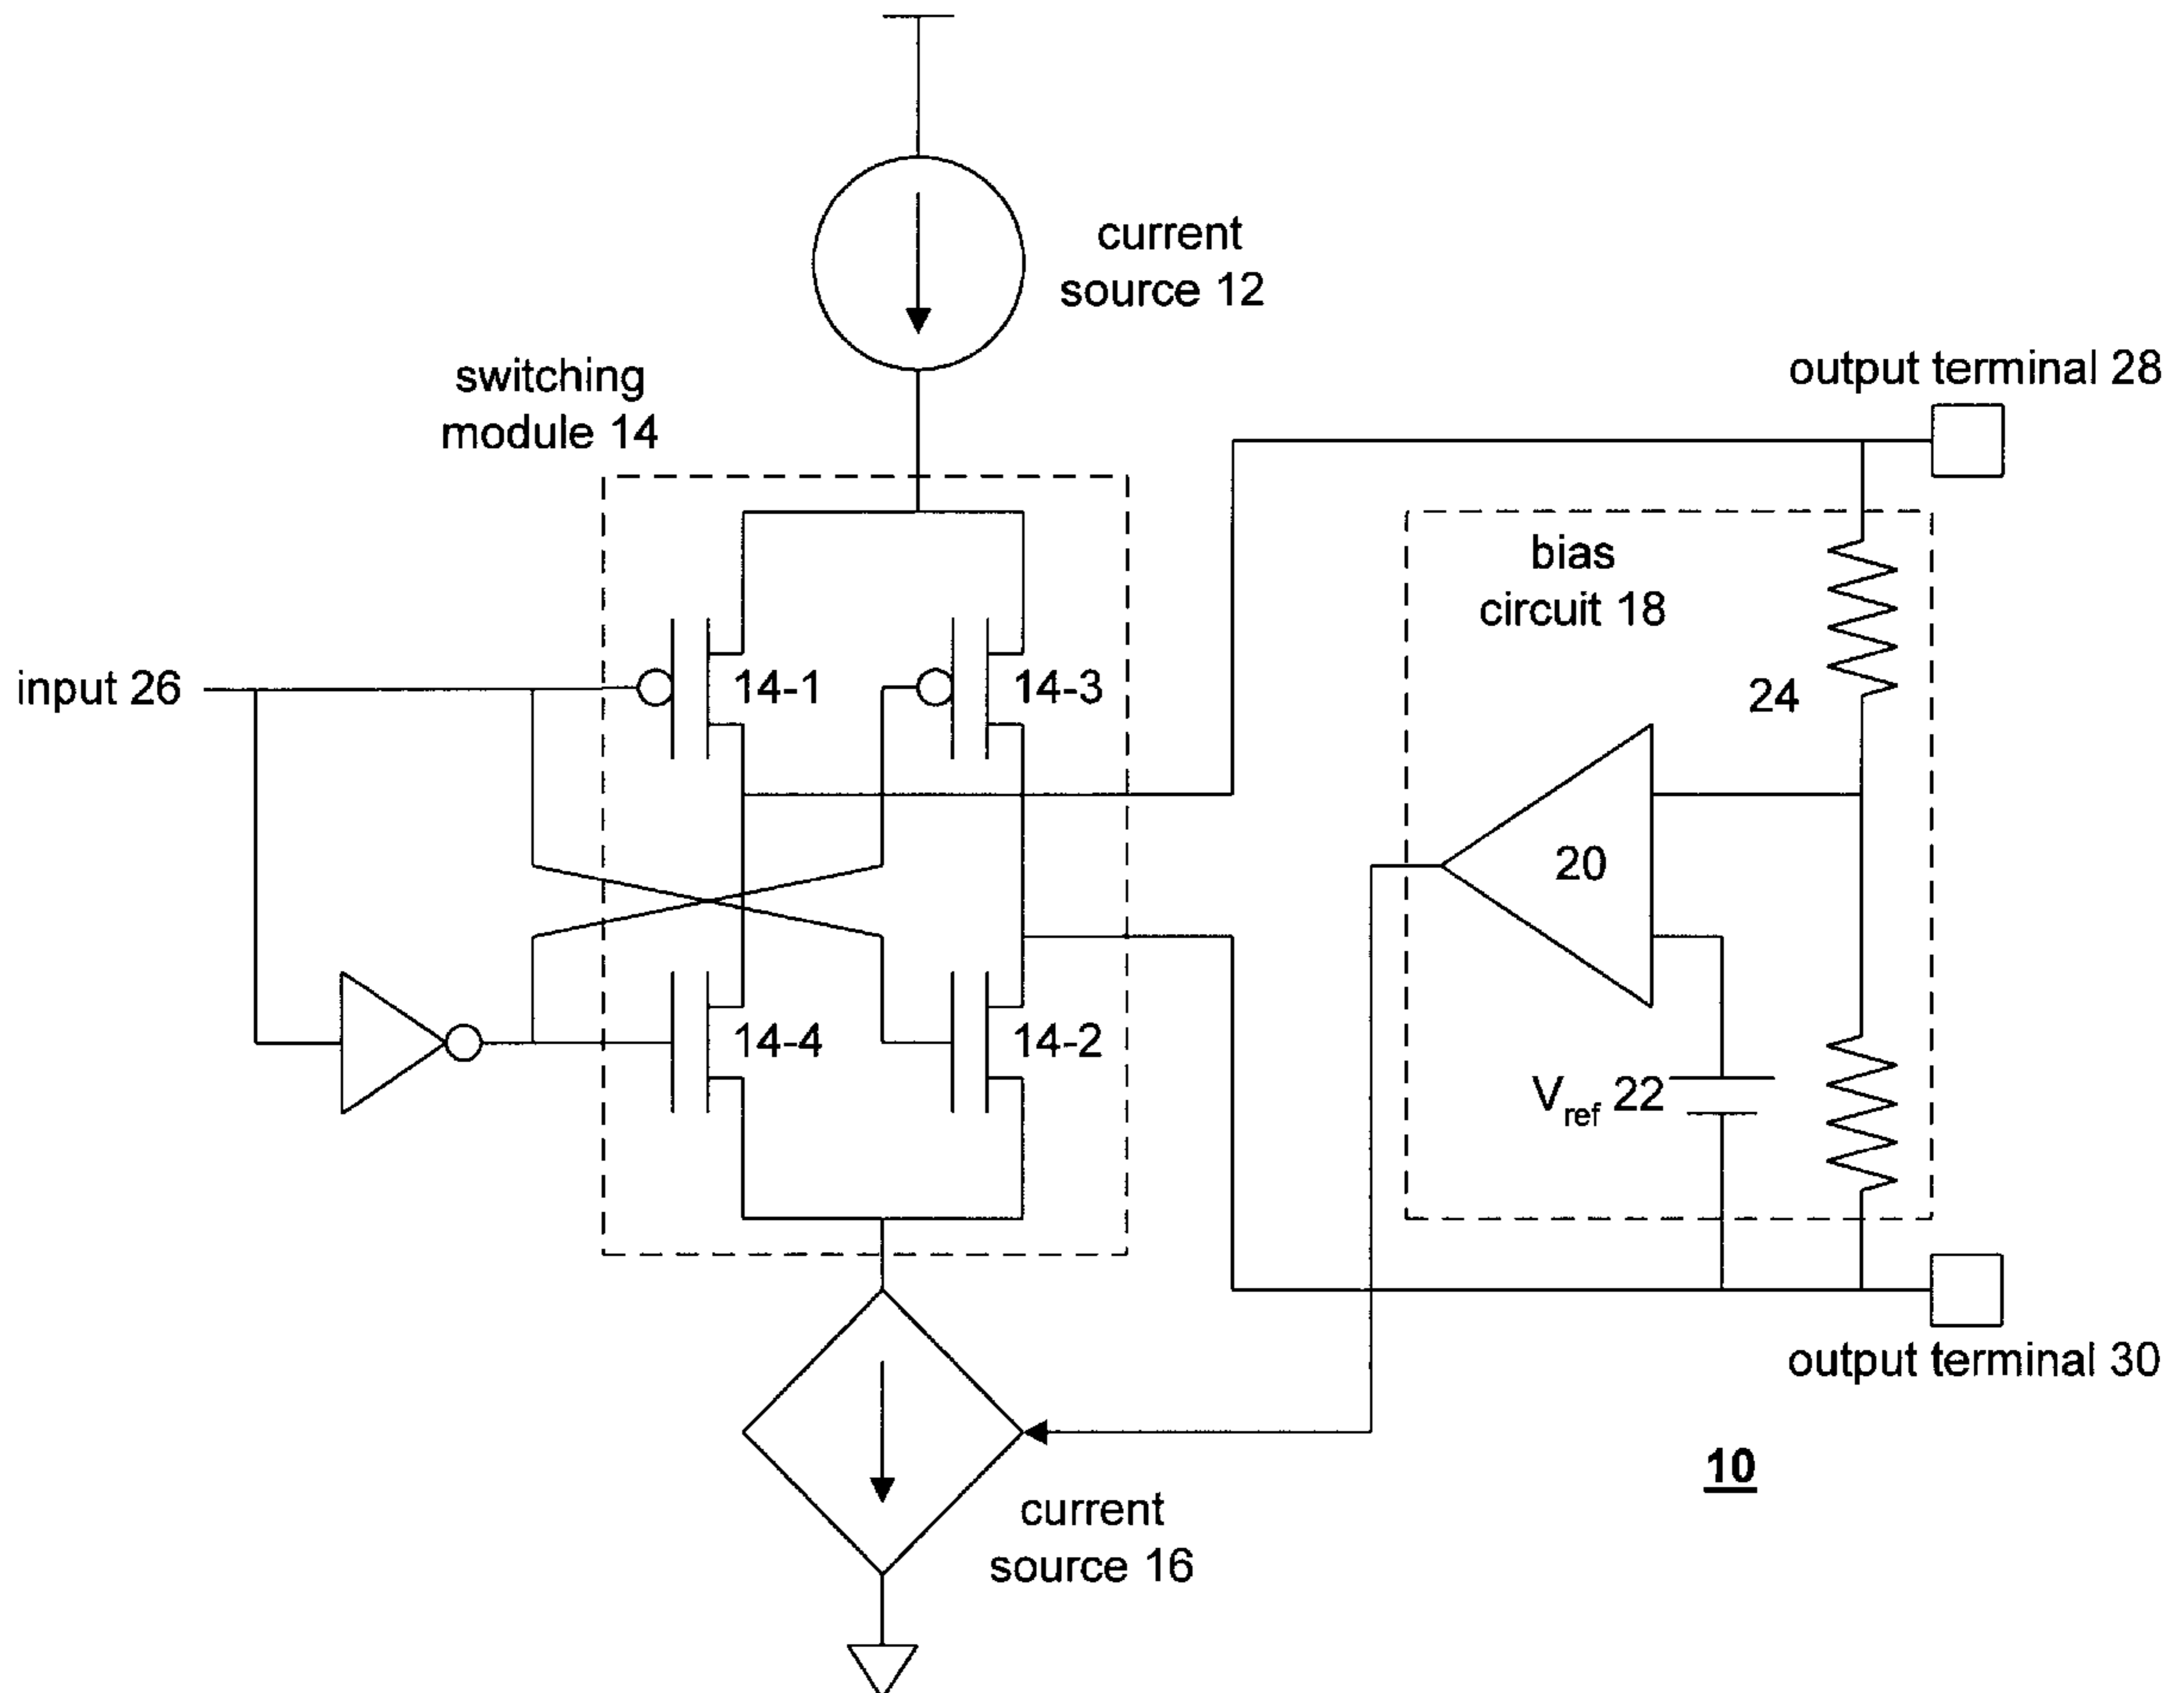 current
source 12
switching
module 14
output terminal 28
bias
circuit 18
input 26
14-1
14-3
24
20
14-4
14-2
Vref 22
output terminal 30
10
current
source 16